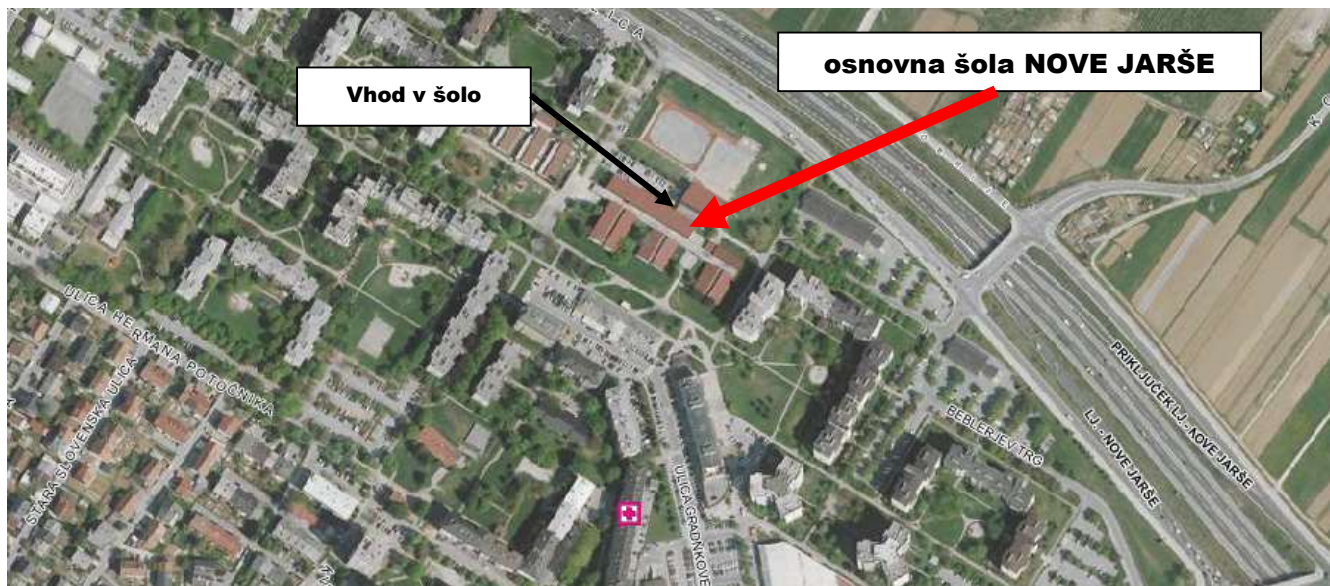 osnovna šola NOVE JARŠE
Vhod v šolo
ULICA HERMANA POTOČNIKA
STARA SLOVENSKA ULICA
ULICA GRADNIKOVE
BEBLERJEV TRG
LJ. - NOVE JARŠE
PRIKLJUČEK LJ. - NOVE JARŠE